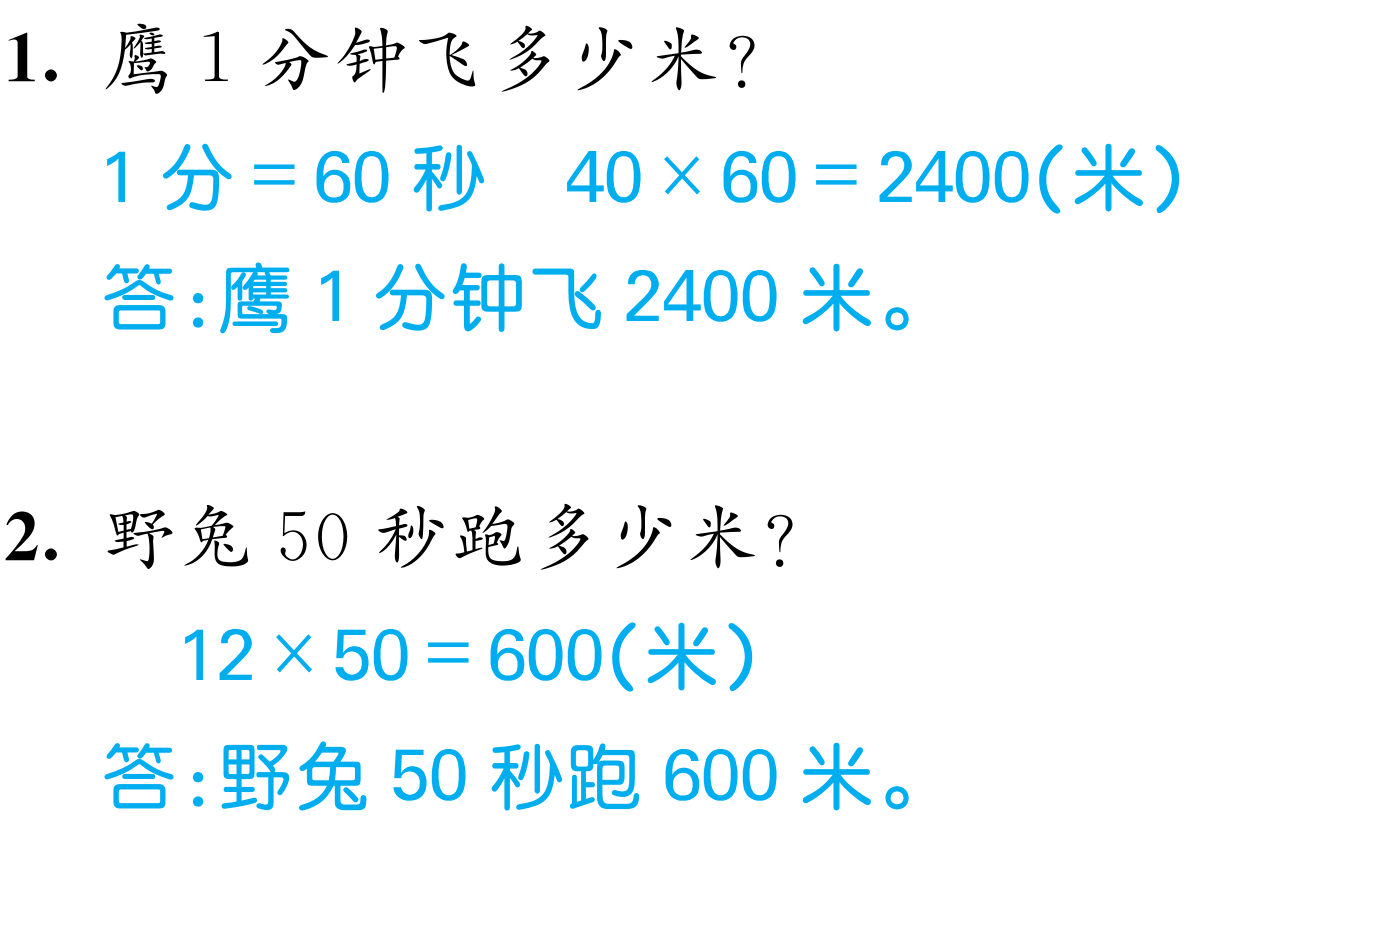 1. 鹰 1 分钟飞多少米?
1 分 = 60 秒 40 × 60 = 2400(米)
答:鹰 1 分钟飞 2400 米。
2. 野兔 50 秒跑多少米?
12 × 50 = 600(米)
答:野兔 50 秒跑 600 米。